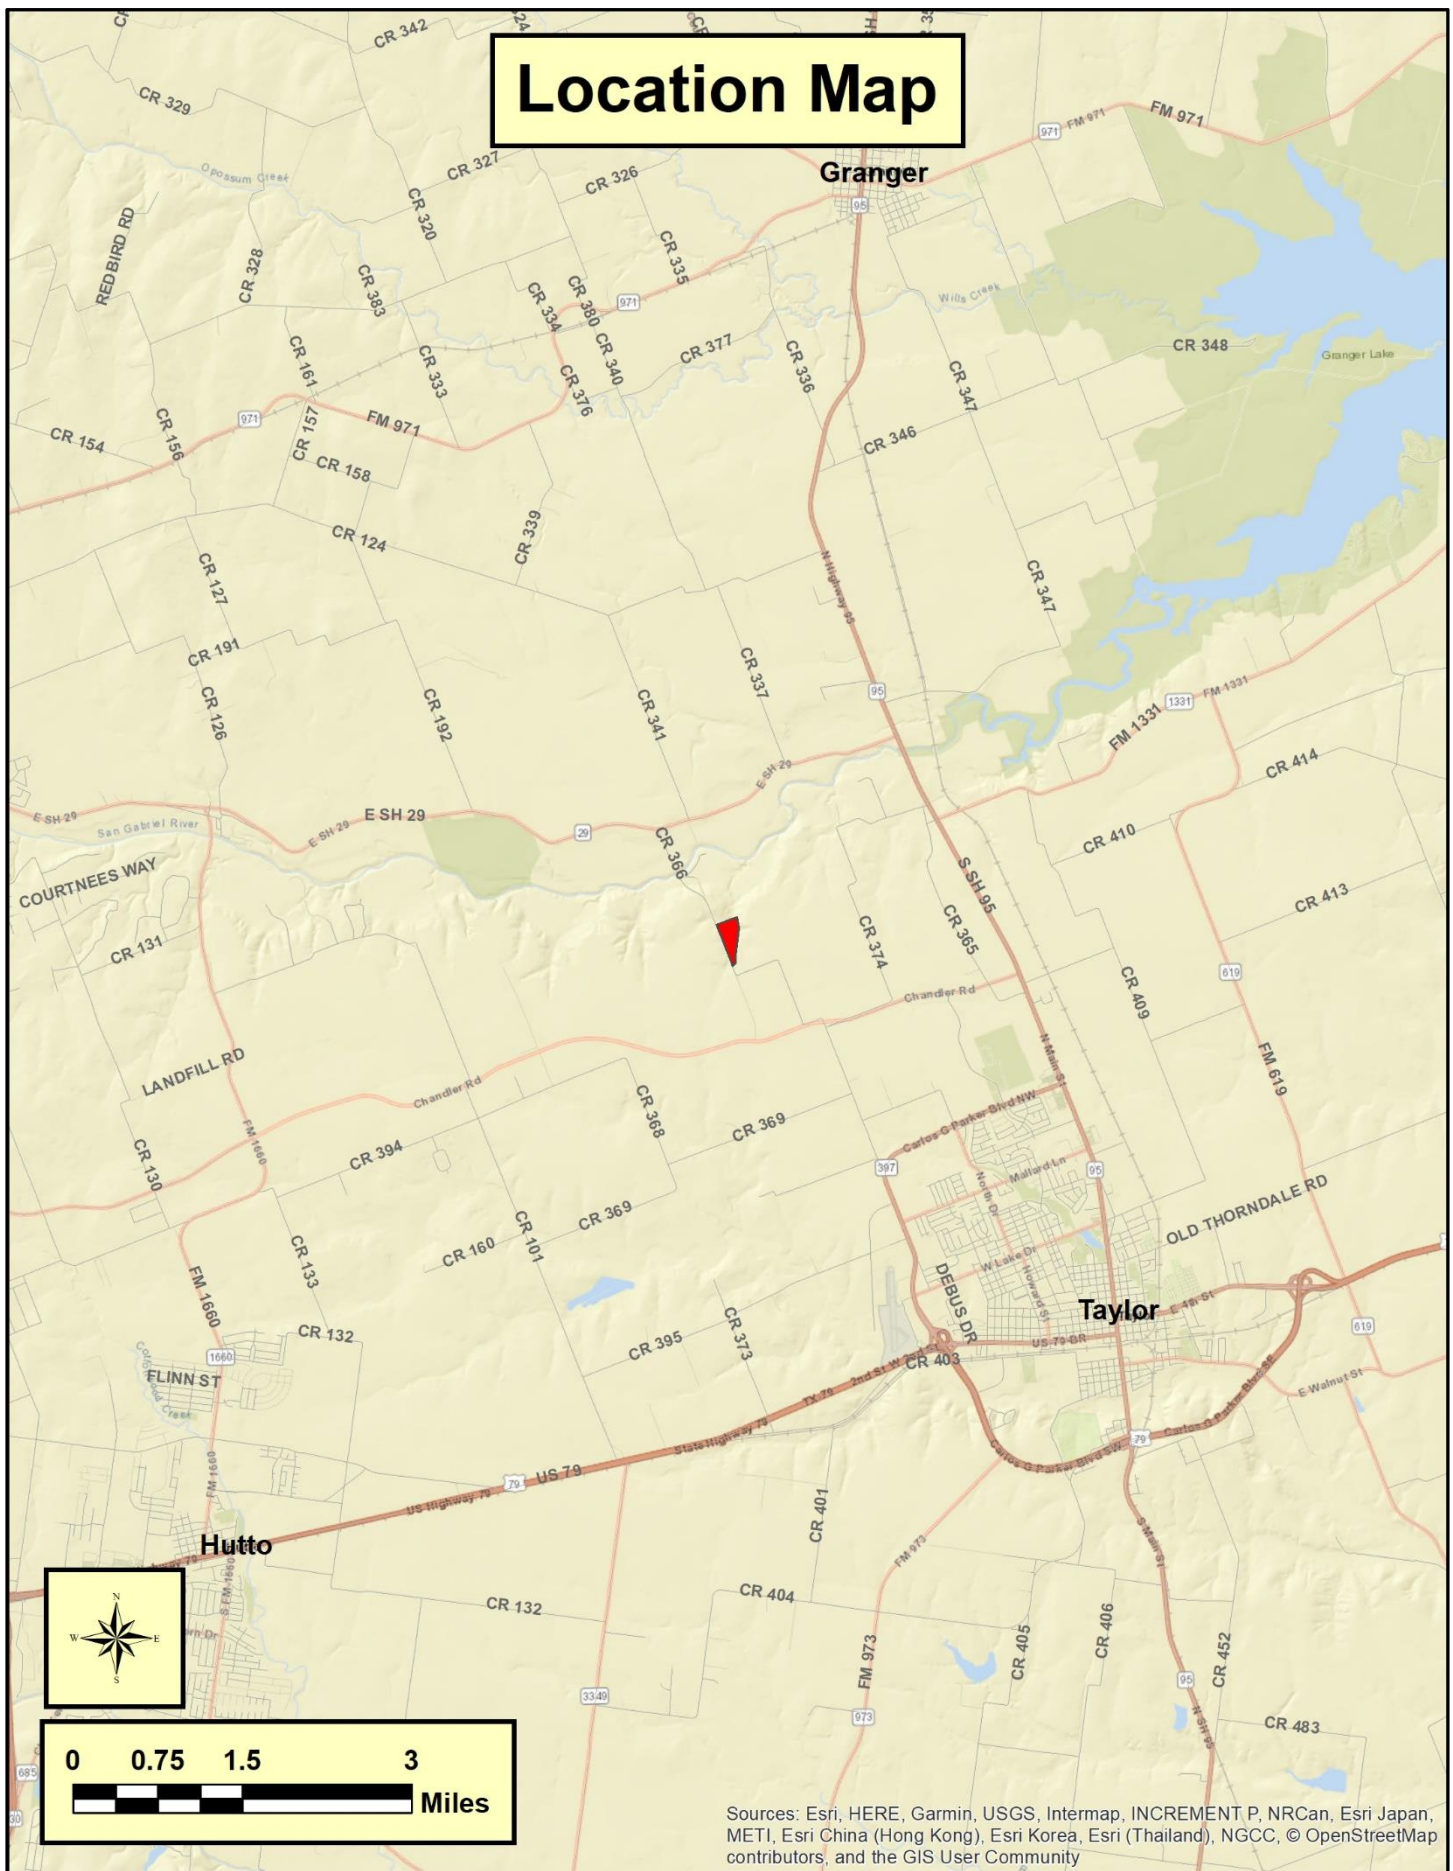 CR 342
Location Map
CR 329
971
FM 971
FM 971
CR 327
CR 326
Granger
Opossum Creek
95
REDBIRD RD
CR 320
CR 328
CR 383
CR 335
CR 334
CR 380
971
Wills Creek
CR 161
CR 333
CR 340
CR 377
CR 336
CR 348
Granger Lake
CR 376
CR 347
CR 154
CR 156
971
CR 157
FM 971
CR 346
CR 158
CR 124
CR 339
CR 127
N Highway 95
CR 347
CR 191
CR 337
CR 126
CR 192
CR 341
95
1331
FM 1331
FM 1331
CR 414
E SH 29
E SH 29
San Gabriel River
E SH 29
E SH 29
29
CR 366
CR 410
COURTNEES WAY
S SH 95
CR 413
CR 131
CR 374
CR 365
CR 409
619
Chandler Rd
LANDFILL RD
Chandler Rd
N Main St
FM 619
CR 368
Carlos G Parker Blvd NW
FM 1660
CR 394
CR 369
CR 130
397
Mallard Ln
95
North Dr
CR 369
OLD THORNDALE RD
CR 160
CR 101
CR 133
W Lake Dr
FM 1660
DEBUS DR
Howard St
Taylor
E 4th St
CR 132
CR 395
CR 373
619
1660
US 79 BR
CR 403
FLINN ST
Cottonwood Creek
2nd St W 2nd St
TX 79
E Walnut St
State Highway 79
Carlos G Parker Blvd SE
79
Carlos G Parker Blvd SW
FM 1660
79
US 79
US Highway 79
CR 401
S Main St
Hutto
FM 973
S FM 1660
CR 132
CR 404
CR 405
CR 406
CR 452
FM 973
N
W E
S
3349
95
973
N SH 95
CR 483
685
0 0.75 1.5 3
Miles
Sources: Esri, HERE, Garmin, USGS, Intermap, INCREMENT P, NRCan, Esri Japan,
METI, Esri China (Hong Kong), Esri Korea, Esri (Thailand), NGCC, © OpenStreetMap
contributors, and the GIS User Community